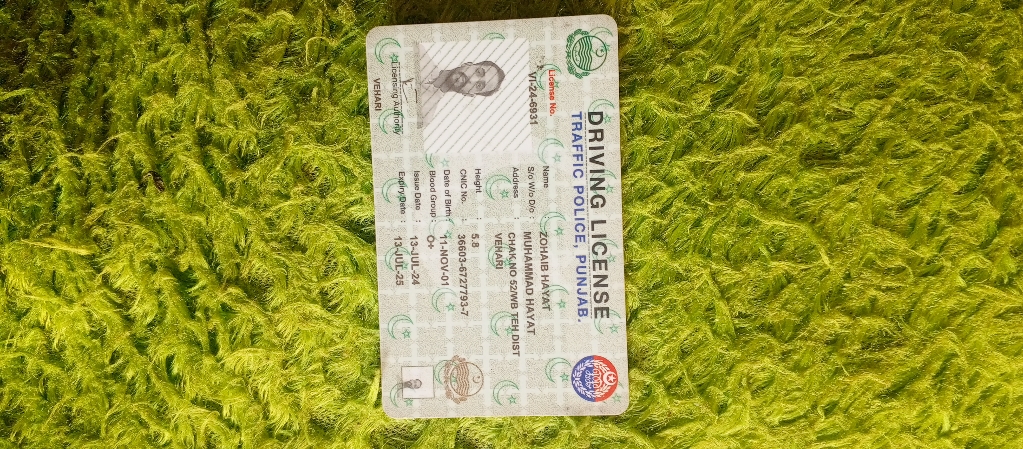 DRIVING LICENSE
TRAFFIC POLICE, PUNJAB.
License No.
VI-24-6931
Name : ZOHAIB HAYAT
S/o W/o D/o : MUHAMMAD HAYAT
Address : CHAK NO 52/WB TEH DIST
VEHARI
Height : 5.8
CNIC No. : 36603-6727793-7
Date of Birth : 11-NOV-01
Blood Group : O+
Issue Date : 13-JUL-24
Expiry Date : 13-JUL-25
Licensing Authority
VEHARI